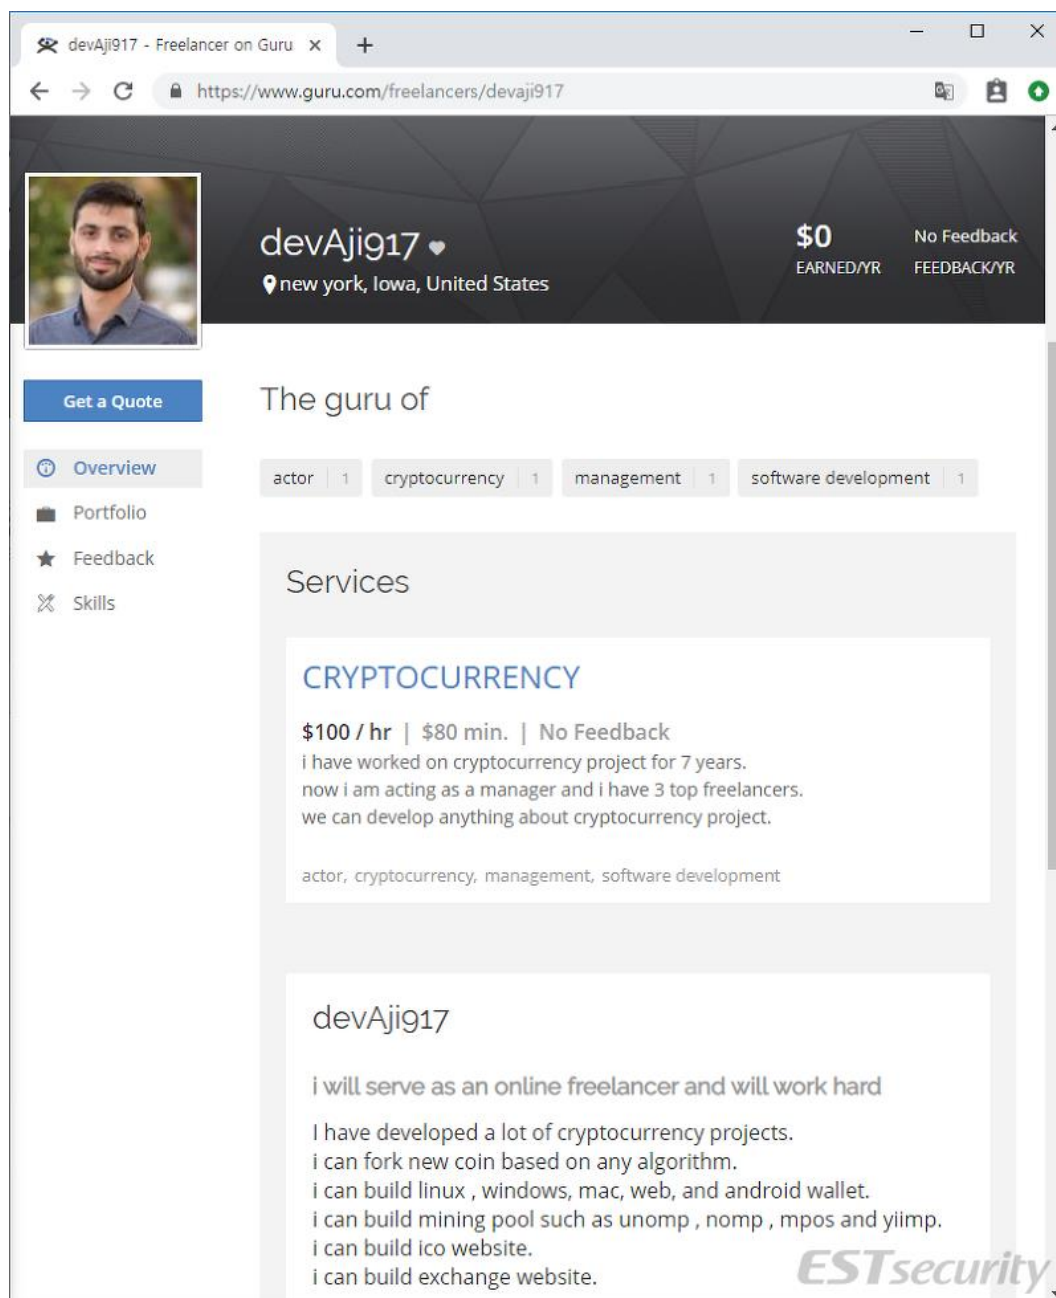 devAji917 - Freelancer on Guru
https://www.guru.com/freelancers/devaji917
devAji917
new york, Iowa, United States
$0
EARNED/YR
No Feedback
FEEDBACK/YR
Get a Quote
Overview
Portfolio
Feedback
Skills
The guru of
actor 1 cryptocurrency 1 management 1 software development 1
Services
CRYPTOCURRENCY
$100 / hr | $80 min. | No Feedback
i have worked on cryptocurrency project for 7 years.
now i am acting as a manager and i have 3 top freelancers.
we can develop anything about cryptocurrency project.
actor, cryptocurrency, management, software development
devAji917
i will serve as an online freelancer and will work hard
I have developed a lot of cryptocurrency projects.
i can fork new coin based on any algorithm.
i can build linux , windows, mac, web, and android wallet.
i can build mining pool such as unomp , nomp , mpos and yiimp.
i can build ico website.
i can build exchange website.
ESTsecurity